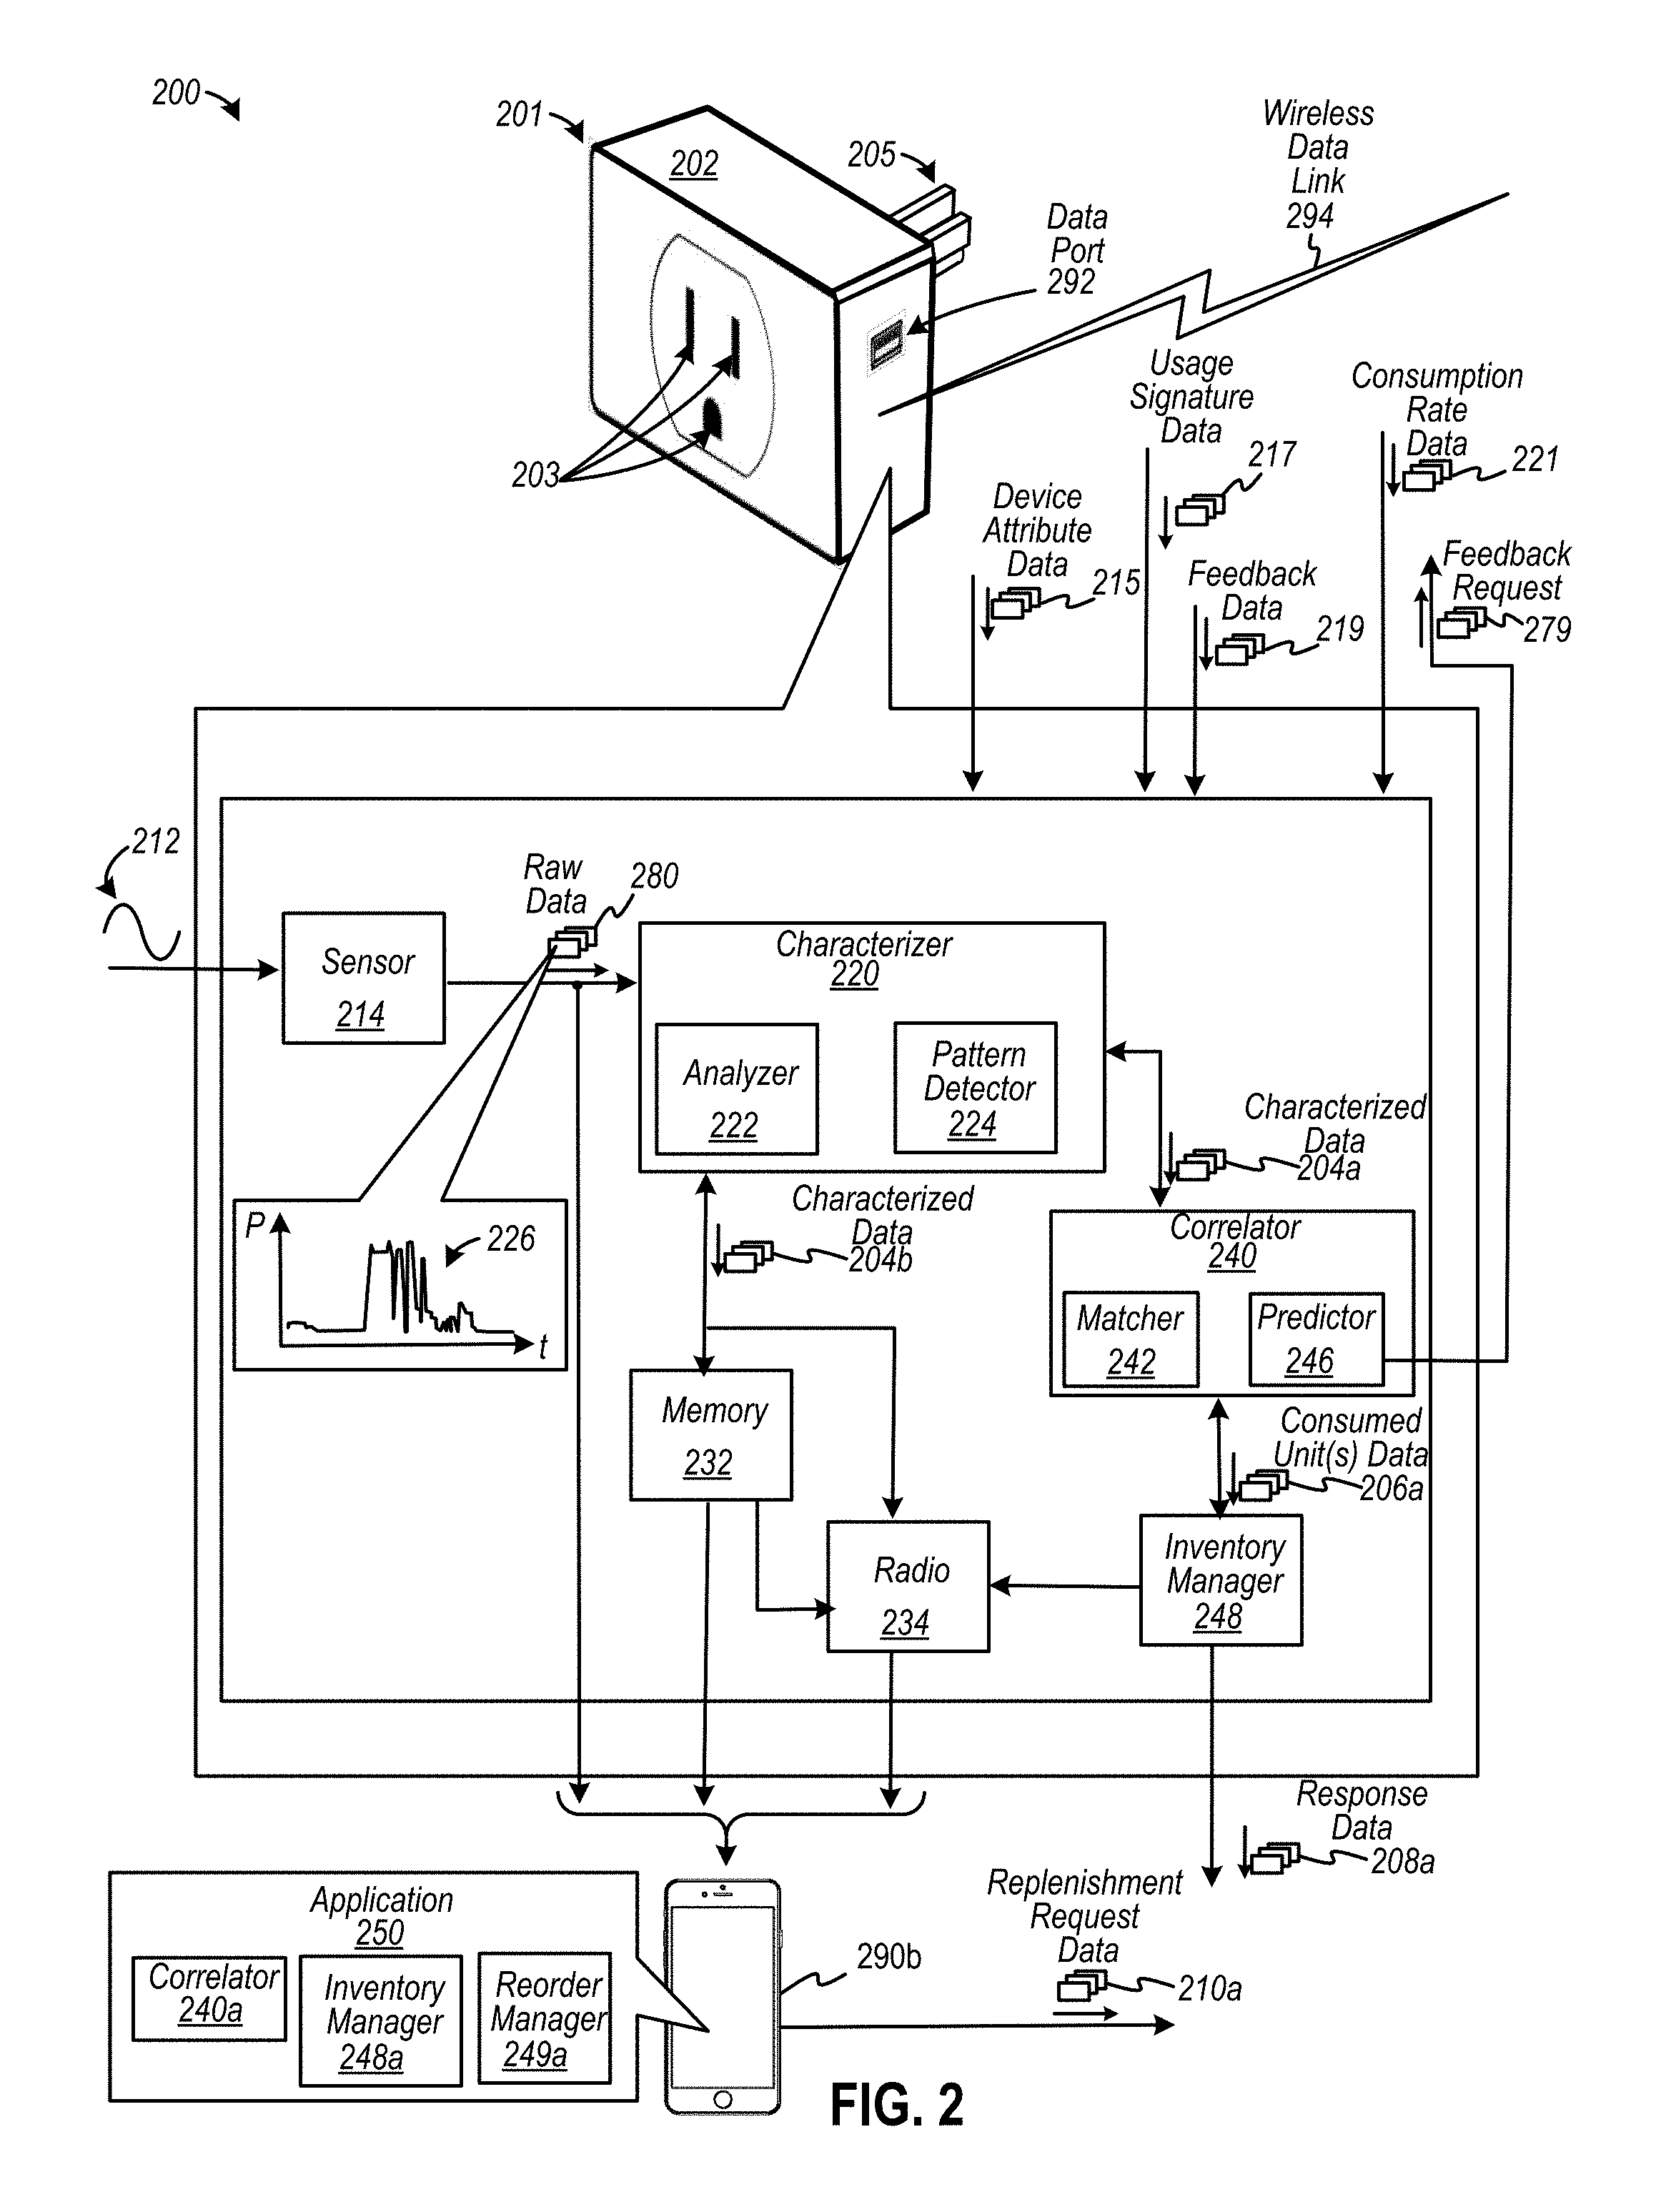 200
201
202
205
Data
Port
292
Wireless
Data
Link
294
203
Usage
Signature
Data
217
Consumption
Rate
Data
221
Device
Attribute
Data
215
Feedback
Data
219
Feedback
Request
279
212
Sensor
214
Raw
Data
280
Characterizer
220
Analyzer
222
Pattern
Detector
224
Characterized
Data
204a
P
226
t
Characterized
Data
204b
Correlator
240
Matcher
242
Predictor
246
Memory
232
Consumed
Unit(s) Data
206a
Radio
234
Inventory
Manager
248
Response
Data
208a
Application
250
Correlator
240a
Inventory
Manager
248a
Reorder
Manager
249a
290b
Replenishment
Request
Data
210a
FIG. 2